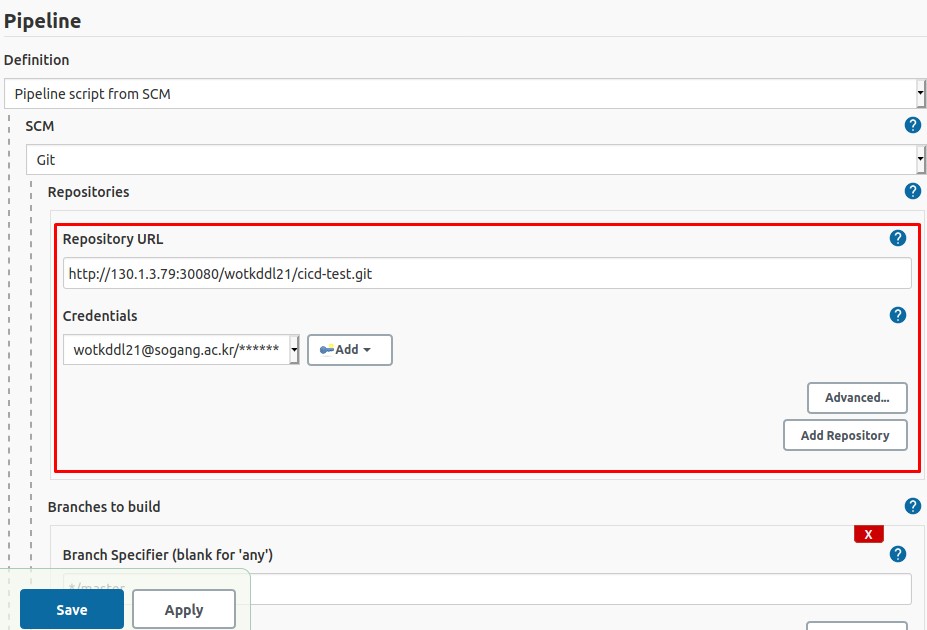 Pipeline
Definition
Pipeline script from SCM
SCM
Git
Repositories
Repository URL
http://130.1.3.79:30080/wotkddl21/cicd-test.git
Credentials
wotkddl21@sogang.ac.kr/******
Add
Advanced...
Add Repository
Branches to build
X
Branch Specifier (blank for 'any')
*/master
Save
Apply